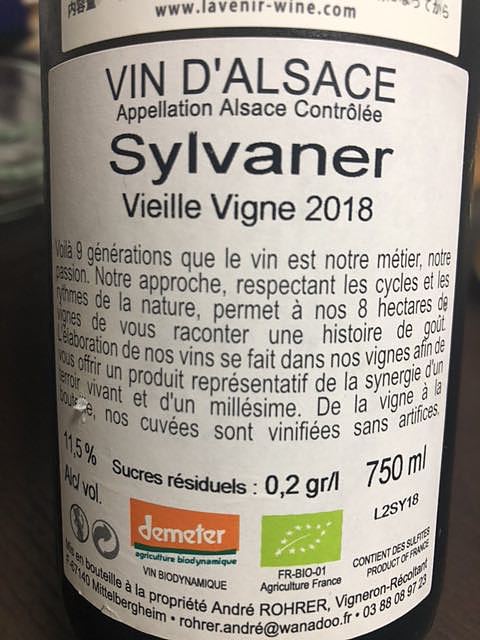 www.lavenir-wine.com
VIN D'ALSACE
Appellation Alsace Contrôlée
Sylvaner
Vieille Vigne 2018
Voilà 9 générations que le vin est notre métier, notre
passion. Notre approche, respectant les cycles et les
rythmes de la nature, permet à nos 8 hectares de
vignes de vous raconter une histoire de goût.
L'élaboration de nos vins se fait dans nos vignes afin de
vous offrir un produit représentatif de la synergie d'un
terroir vivant et d'un millésime. De la vigne à la
nos cuvées sont vinifiées sans artifices.
11,5 %
Alc/ vol.
Sucres résiduels : 0,2 gr/l
750 ml
L2SY18
demeter
agriculture biodynamique
VIN BIODYNAMIQUE
FR-BIO-01
Agriculture France
CONTIENT DES SULFITES
PRODUCT OF FRANCE
Mis en bouteille à la propriété André ROHRER, Vigneron-Récoltant
F-67140 Mittelbergheim • rohrer.andré@wanadoo.fr • 03 88 08 97 23